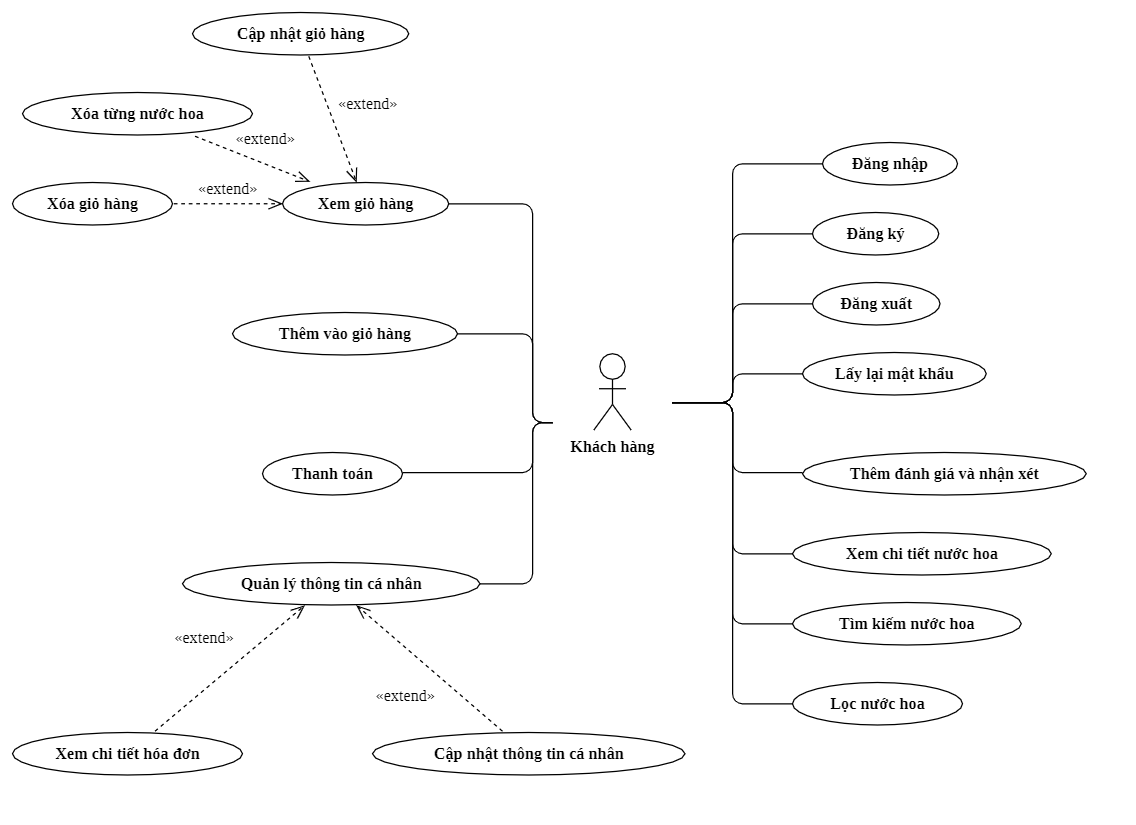 Cập nhật giỏ hàng
«extend»
Xóa từng nước hoa
«extend»
«extend»
Xóa giỏ hàng
Xem giỏ hàng
Thêm vào giỏ hàng
Thanh toán
Quản lý thông tin cá nhân
«extend»
«extend»
Xem chi tiết hóa đơn
Cập nhật thông tin cá nhân
Khách hàng
Đăng nhập
Đăng ký
Đăng xuất
Lấy lại mật khẩu
Thêm đánh giá và nhận xét
Xem chi tiết nước hoa
Tìm kiếm nước hoa
Lọc nước hoa